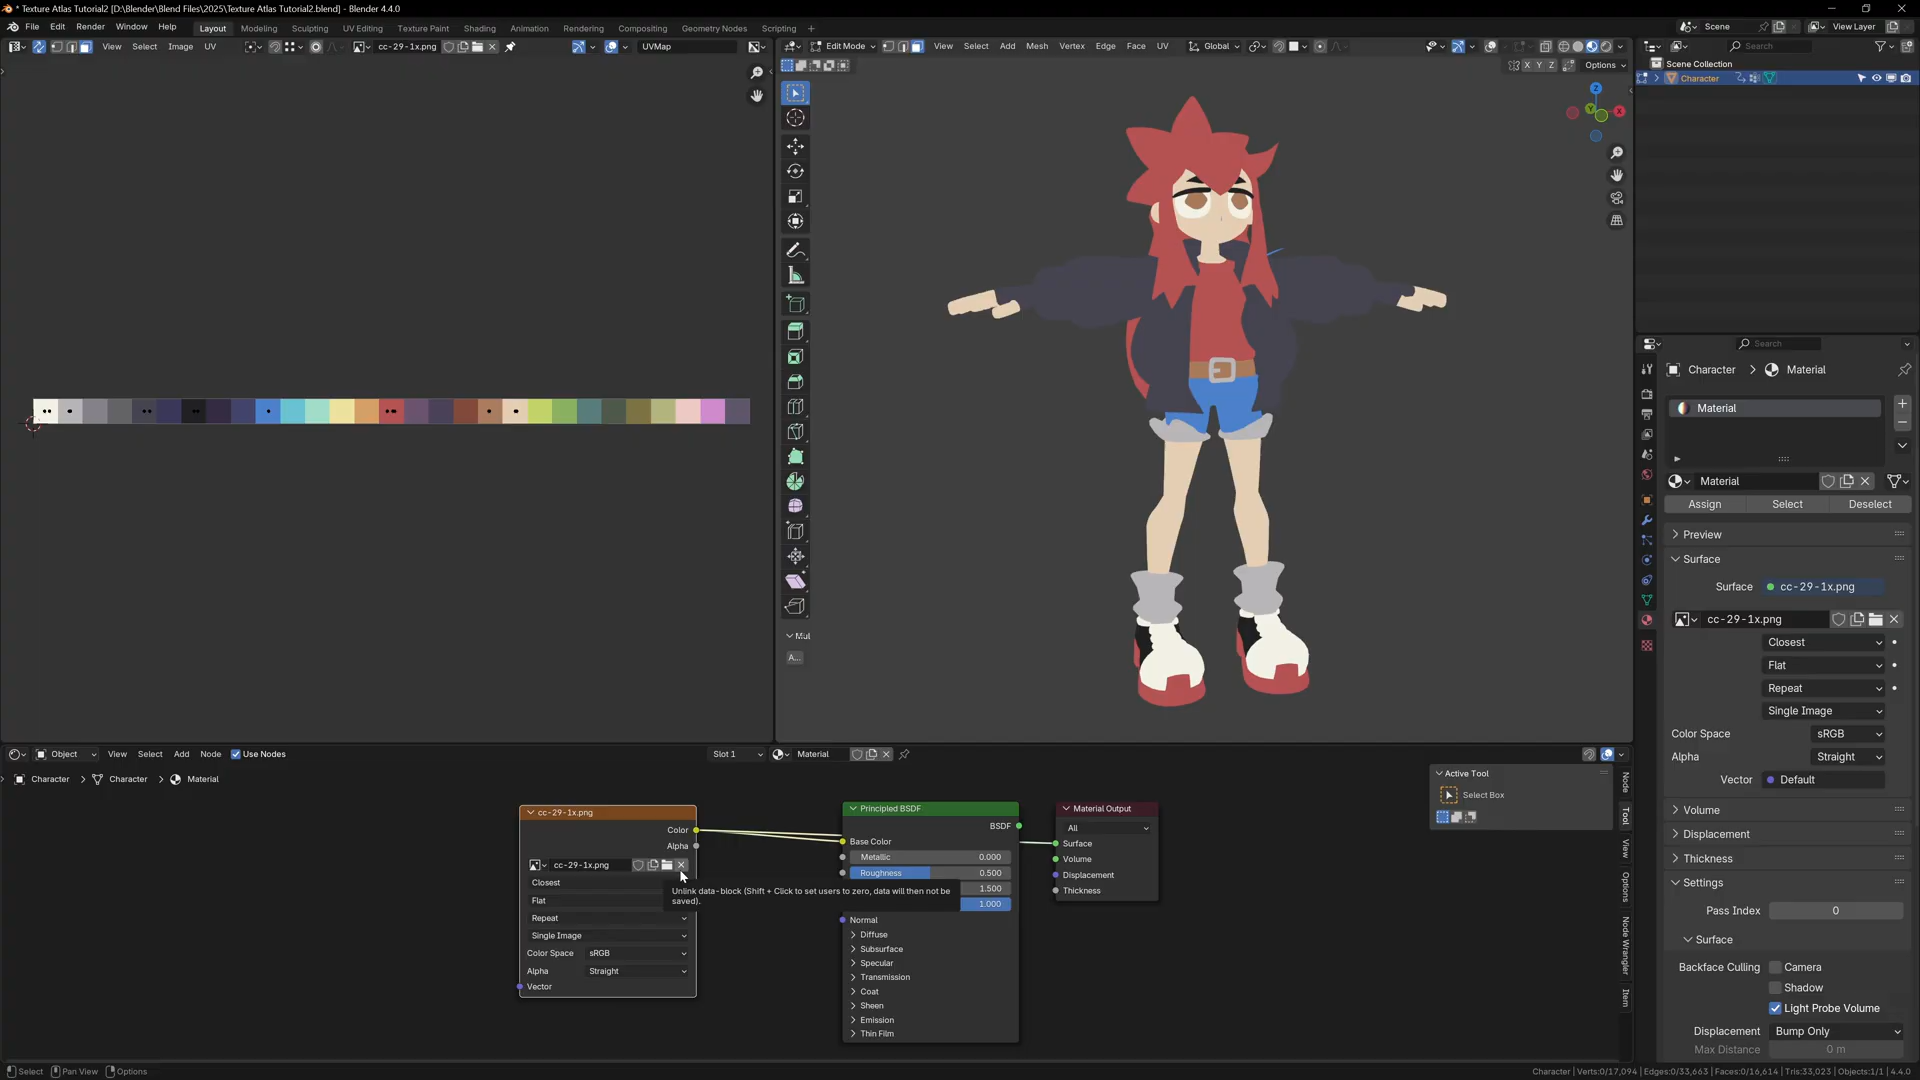 * Texture Atlas Tutorial2 [D:\Blender\Blend Files\2025\Texture Atlas Tutorial2.blend] - Blender 4.4.0
File Edit Render Window Help Layout Modeling Sculpting UV Editing Texture Paint Shading Animation Rendering Compositing Geometry Nodes Scripting + Scene View Layer
View Select Image UV cc-29-1x.png UVMap
Edit Mode View Select Add Mesh Vertex Edge Face UV Global
X Y Z Options
Search
Scene Collection
Character
Z
Y
X
Mul
A...
Search
Character > Material
Material
Material
Assign Select Deselect
Preview
Surface
Surface cc-29-1x.png
cc-29-1x.png
Closest
Flat
Repeat
Single Image
Color Space sRGB
Alpha Straight
Vector Default
Volume
Displacement
Thickness
Settings
Pass Index 0
Surface
Backface Culling Camera
Shadow
Light Probe Volume
Displacement Bump Only
Max Distance 0 m
Object View Select Add Node Use Nodes Slot 1 Material
Character > Character > Material
cc-29-1x.png
Color
Alpha
cc-29-1x.png
Closest
Flat
Repeat
Single Image
Color Space sRGB
Alpha Straight
Vector
Unlink data-block (Shift + Click to set users to zero, data will then not be
saved).
Principled BSDF
BSDF
Base Color
Metallic 0.000
Roughness 0.500
1.500
1.000
Normal
Diffuse
Subsurface
Specular
Transmission
Coat
Sheen
Emission
Thin Film
Material Output
All
Surface
Volume
Displacement
Thickness
Active Tool
Select Box
Node
Tool
View
Options
Node Wrangler
Item
Select Pan View Options
Character | Verts:0/17,094 | Edges:0/33,663 | Faces:0/16,614 | Tris:33,023 | Objects:1/1 | 4.4.0